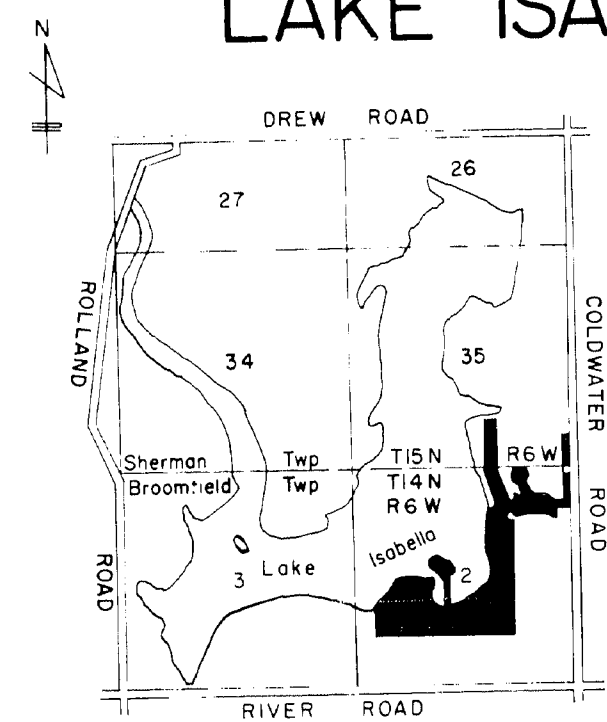 LAKE ISA
N
DREW ROAD
26
27
ROLLAND
COLDWATER
34
35
Sherman Twp T15N R6W
Broomfield Twp T14N
R6W
Isabella
ROAD
ROAD
3 Lake 2
RIVER ROAD